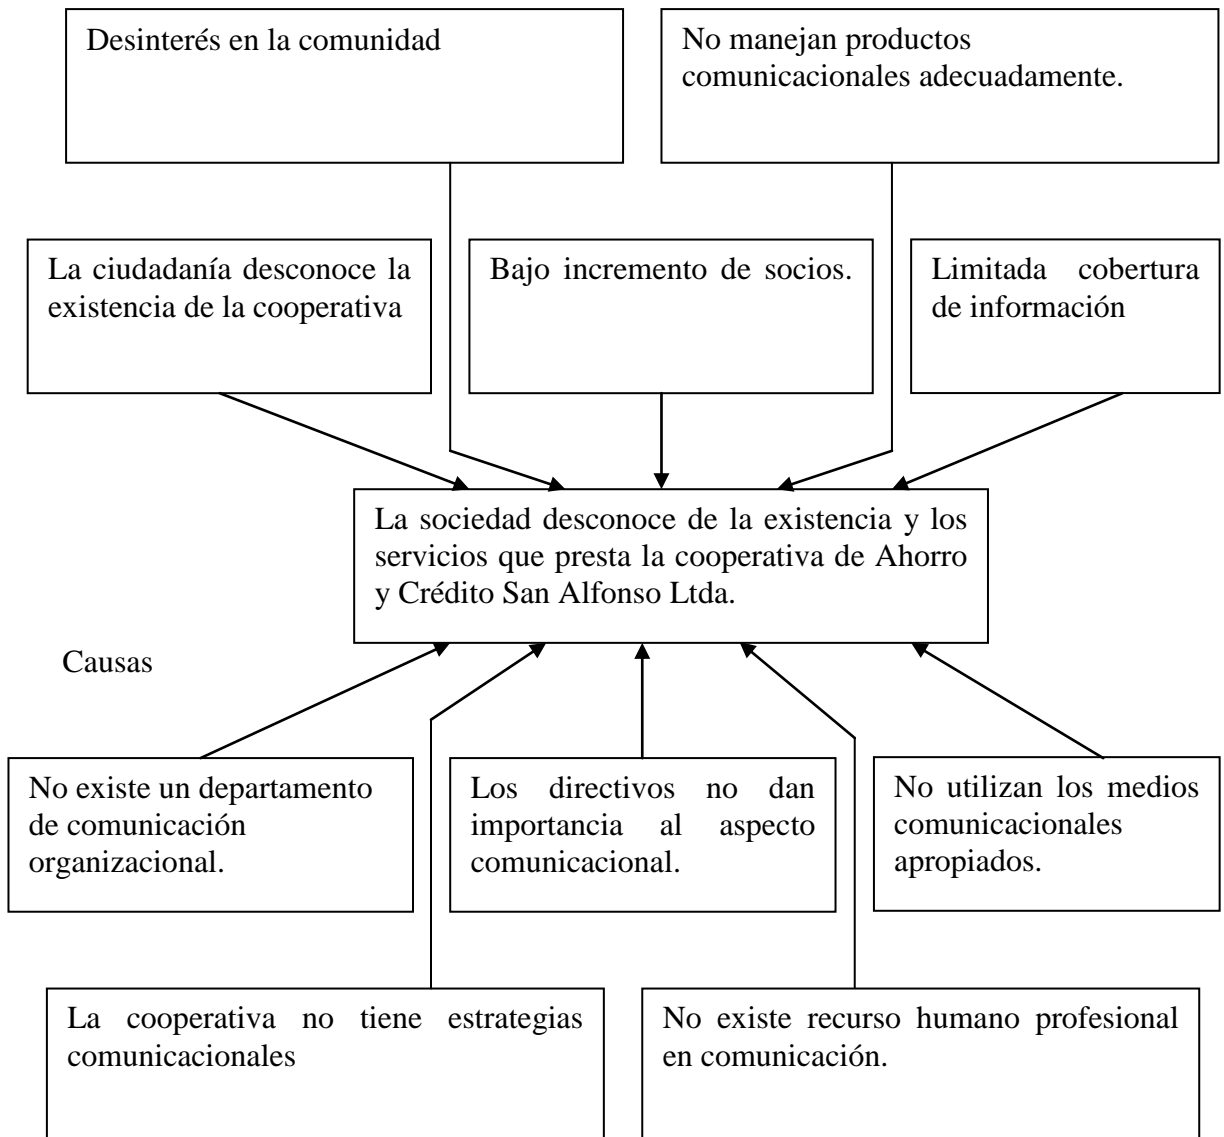 Desinterés en la comunidad
No manejan productos
comunicacionales adecuadamente.
La ciudadanía desconoce la
existencia de la cooperativa
Bajo incremento de socios.
Limitada cobertura
de información
La sociedad desconoce de la existencia y los
servicios que presta la cooperativa de Ahorro
y Crédito San Alfonso Ltda.
Causas
No existe un departamento
de comunicación
organizacional.
Los directivos no dan
importancia al aspecto
comunicacional.
No utilizan los medios
comunicacionales
apropiados.
La cooperativa no tiene estrategias
comunicacionales
No existe recurso humano profesional
en comunicación.